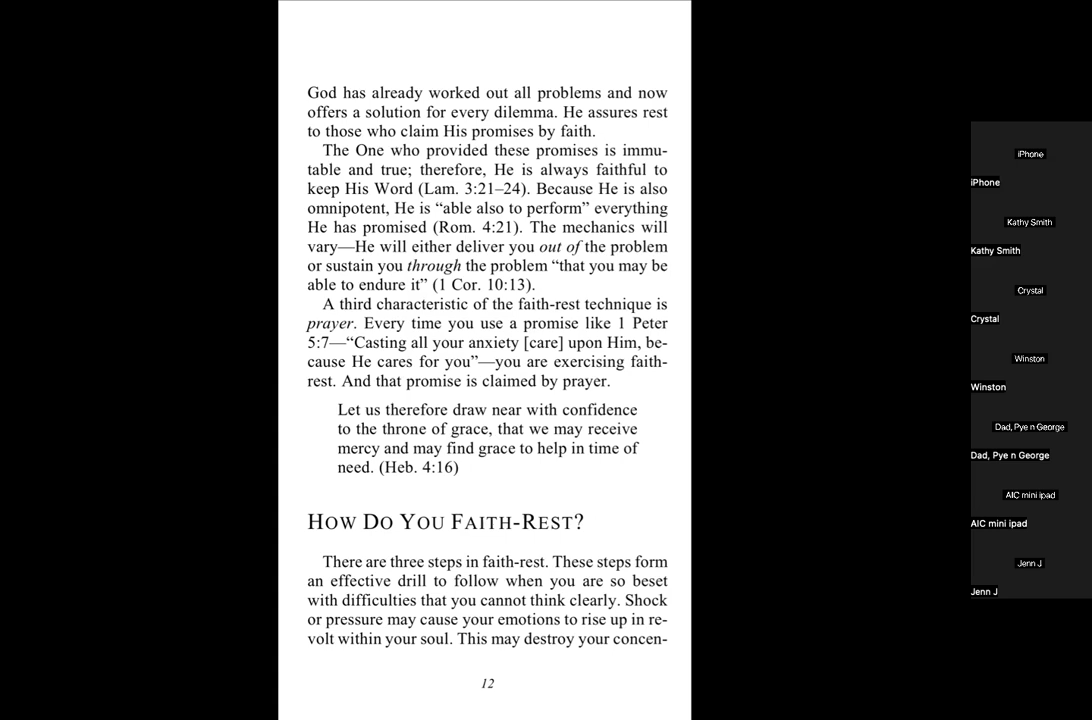 God has already worked out all problems and now
offers a solution for every dilemma. He assures rest
to those who claim His promises by faith.
The One who provided these promises is immu-
table and true; therefore, He is always faithful to
keep His Word (Lam. 3:21–24). Because He is also
omnipotent, He is “able also to perform” everything
He has promised (Rom. 4:21). The mechanics will
vary—He will either deliver you out of the problem
or sustain you through the problem “that you may be
able to endure it” (1 Cor. 10:13).
A third characteristic of the faith-rest technique is
prayer. Every time you use a promise like 1 Peter
5:7—“Casting all your anxiety [care] upon Him, be-
cause He cares for you”—you are exercising faith-
rest. And that promise is claimed by prayer.
Let us therefore draw near with confidence
to the throne of grace, that we may receive
mercy and may find grace to help in time of
need. (Heb. 4:16)
HOW DO YOU FAITH-REST?
There are three steps in faith-rest. These steps form
an effective drill to follow when you are so beset
with difficulties that you cannot think clearly. Shock
or pressure may cause your emotions to rise up in re-
volt within your soul. This may destroy your concen-
12
iPhone
iPhone
Kathy Smith
Kathy Smith
Crystal
Crystal
Winston
Winston
Dad, Pye n George
Dad, Pye n George
AIC mini ipad
AIC mini ipad
Jenn J
Jenn J